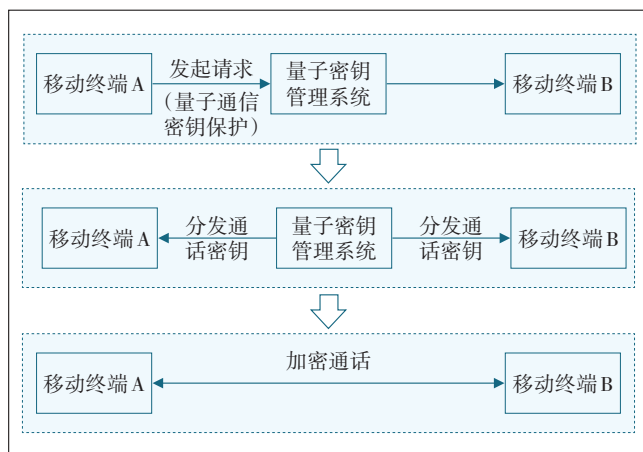 移动终端A
发起请求
(量子通信
密钥保护)
量子密钥
管理系统
移动终端B
移动终端A
分发通
话密钥
量子密钥
管理系统
分发通
话密钥
移动终端B
移动终端A
加密通话
移动终端B